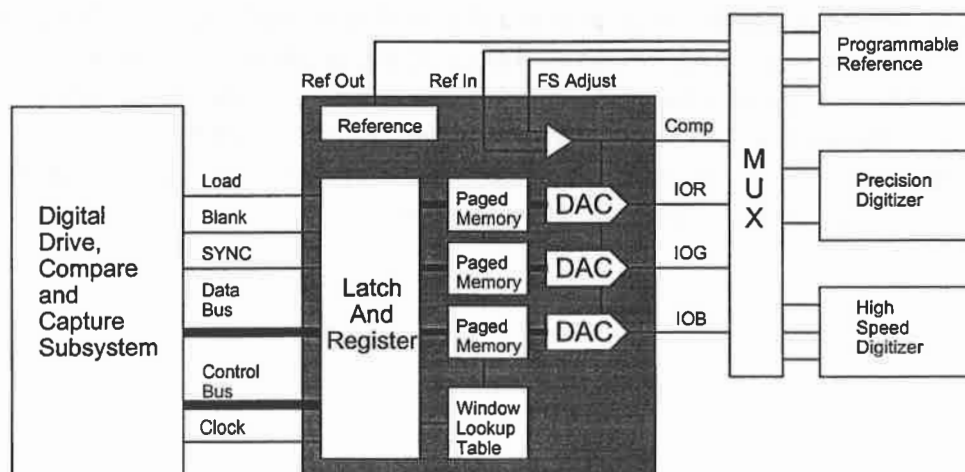 Ref Out
Ref In
FS Adjust
Programmable
Reference
Reference
Comp
MUX
Load
Blank
SYNC
Data
Bus
Control
Bus
Clock
Digital
Drive,
Compare
and
Capture
Subsystem
Latch
And
Register
Paged
Memory
DAC
IOR
Paged
Memory
DAC
IOG
Paged
Memory
DAC
IOB
Window
Lookup
Table
Precision
Digitizer
High
Speed
Digitizer